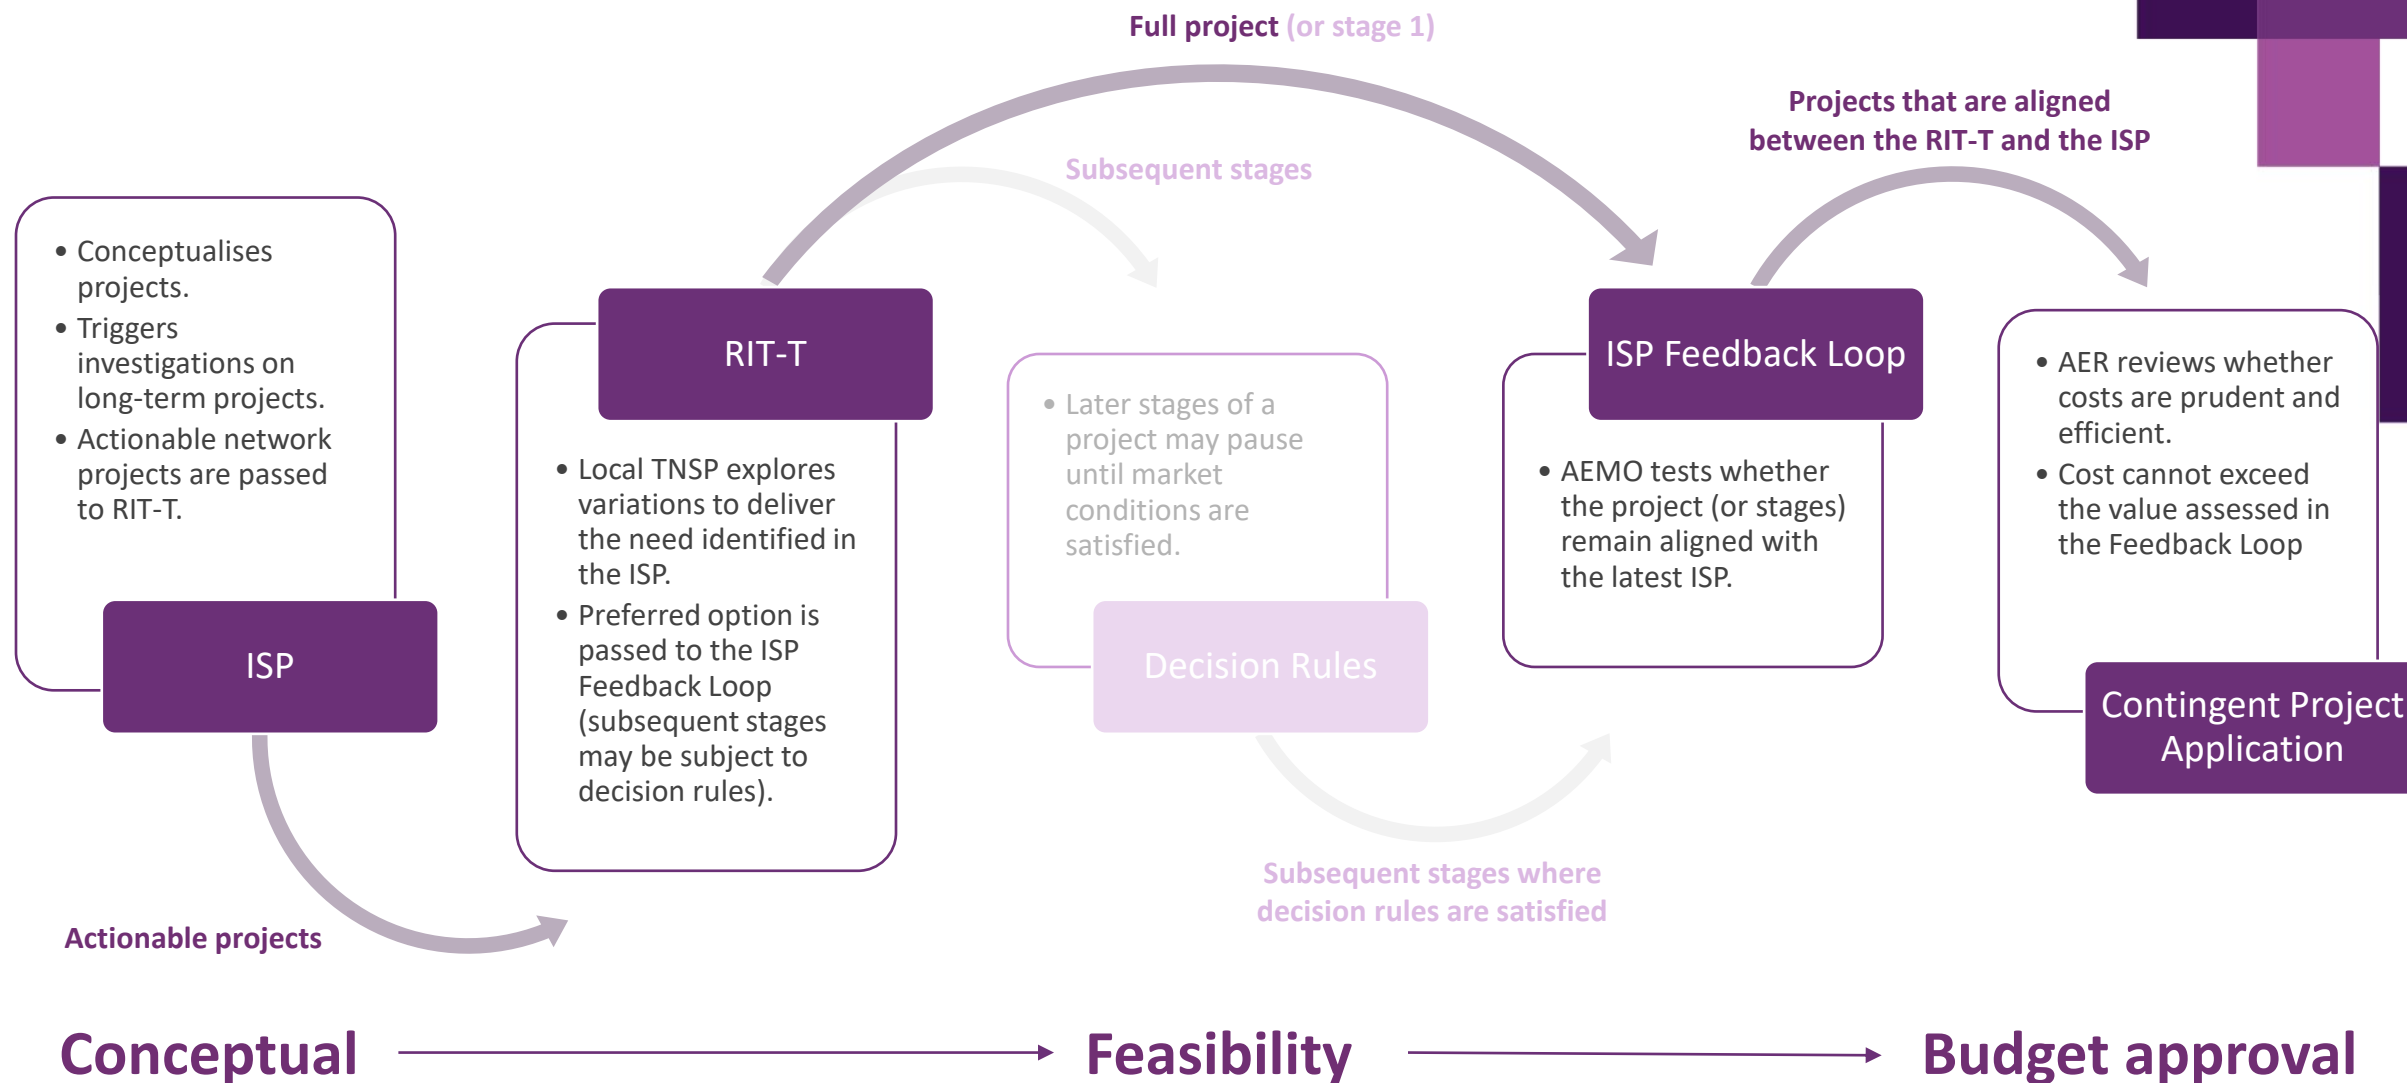 Full project (or stage 1)
Projects that are aligned
between the RIT-T and the ISP
Subsequent stages
• Conceptualises
projects.
• Triggers
investigations on
long-term projects.
• Actionable network
projects are passed
to RIT-T.
ISP
Actionable projects
RIT-T
• Local TNSP explores
variations to deliver
the need identified in
the ISP.
• Preferred option is
passed to the ISP
Feedback Loop
(subsequent stages
may be subject to
decision rules).
• Later stages of a
project may pause
until market
conditions are
satisfied.
Decision Rules
Subsequent stages where
decision rules are satisfied
ISP Feedback Loop
• AEMO tests whether
the project (or stages)
remain aligned with
the latest ISP.
• AER reviews whether
costs are prudent and
efficient.
• Cost cannot exceed
the value assessed in
the Feedback Loop
Contingent Project
Application
Conceptual
Feasibility
Budget approval